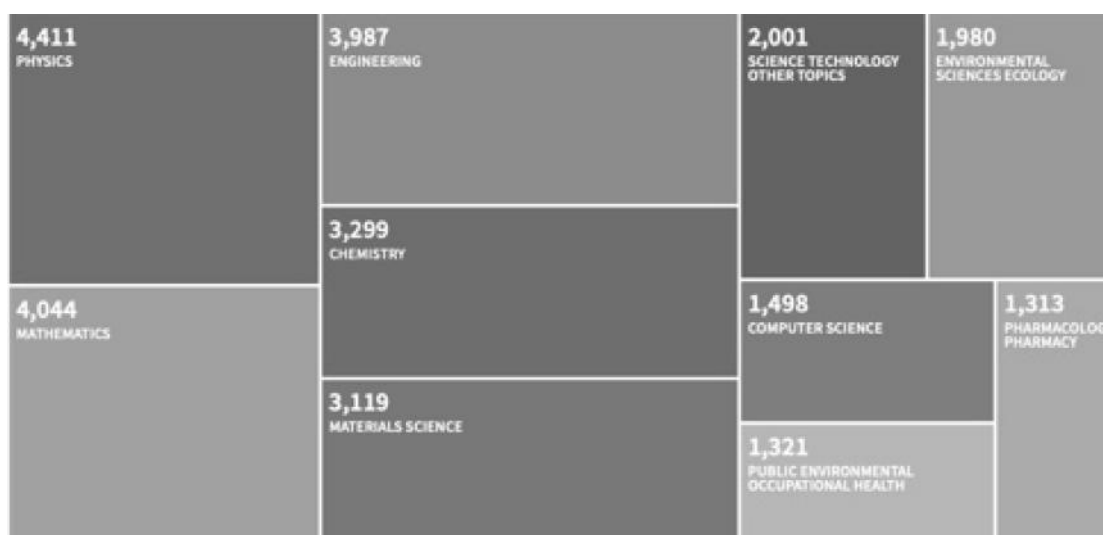 4,411
PHYSICS
4,044
MATHEMATICS
3,987
ENGINEERING
3,299
CHEMISTRY
3,119
MATERIALS SCIENCE
2,001
SCIENCE TECHNOLOGY
OTHER TOPICS
1,980
ENVIRONMENTAL
SCIENCES ECOLOGY
1,498
COMPUTER SCIENCE
1,321
PUBLIC ENVIRONMENTAL
OCCUPATIONAL HEALTH
1,313
PHARMACOLOG
PHARMACY